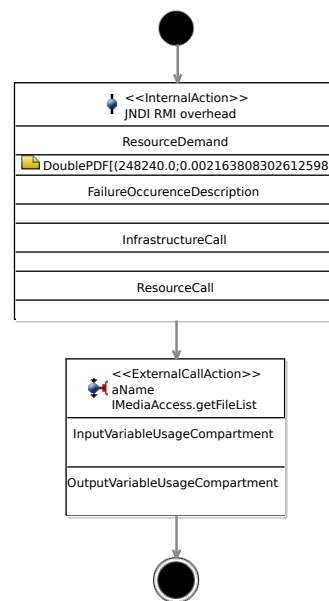 <<InternalAction>>
JNDI RMI overhead
ResourceDemand
DoublePDF[(248240.0;0.002163808302612598
FailureOccurenceDescription
InfrastructureCall
ResourceCall
<<ExternalCallAction>>
aName
IMediaAccess.getFileList
InputVariableUsageCompartment
OutputVariableUsageCompartment